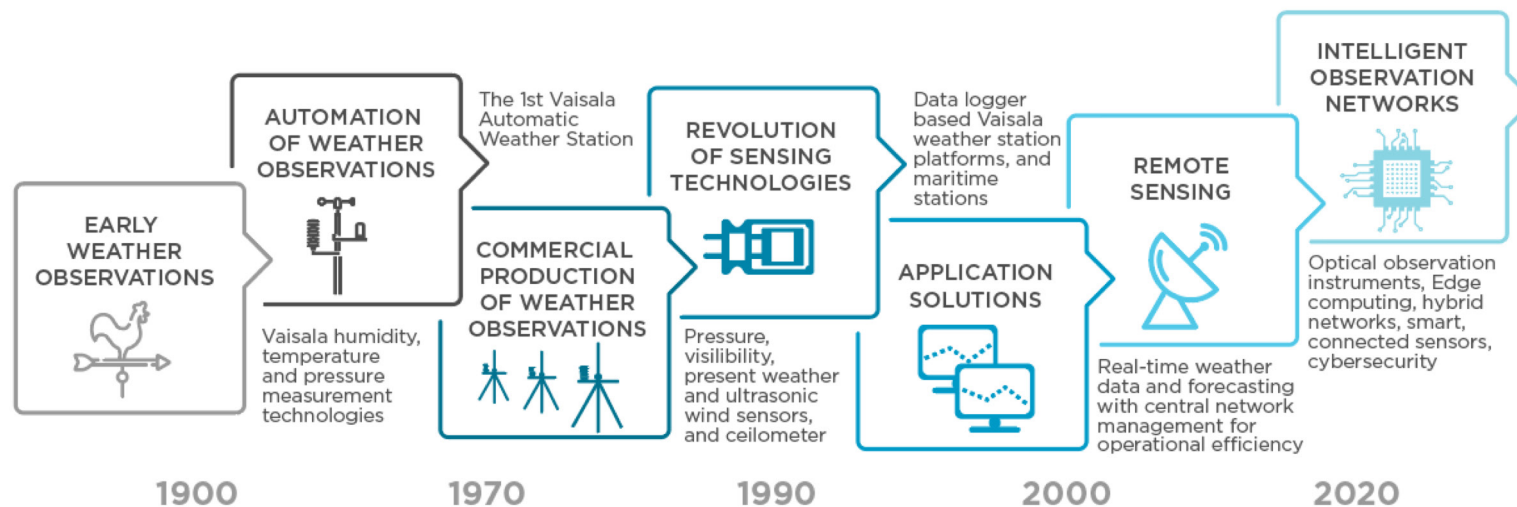 EARLY
WEATHER
OBSERVATIONS
AUTOMATION
OF WEATHER
OBSERVATIONS
Vaisala humidity,
temperature
and pressure
measurement
technologies
The 1st Vaisala
Automatic
Weather Station
COMMERCIAL
PRODUCTION
OF WEATHER
OBSERVATIONS
REVOLUTION
OF SENSING
TECHNOLOGIES
Pressure,
visilibility,
present weather
and ultrasonic
wind sensors,
and ceilometer
Data logger
based Vaisala
weather station
platforms, and
maritime
stations
APPLICATION
SOLUTIONS
REMOTE
SENSING
Real-time weather
data and forecasting
with central network
management for
operational efficiency
INTELLIGENT
OBSERVATION
NETWORKS
Optical observation
instruments, Edge
computing, hybrid
networks, smart,
connected sensors,
cybersecurity
1900
1970
1990
2000
2020